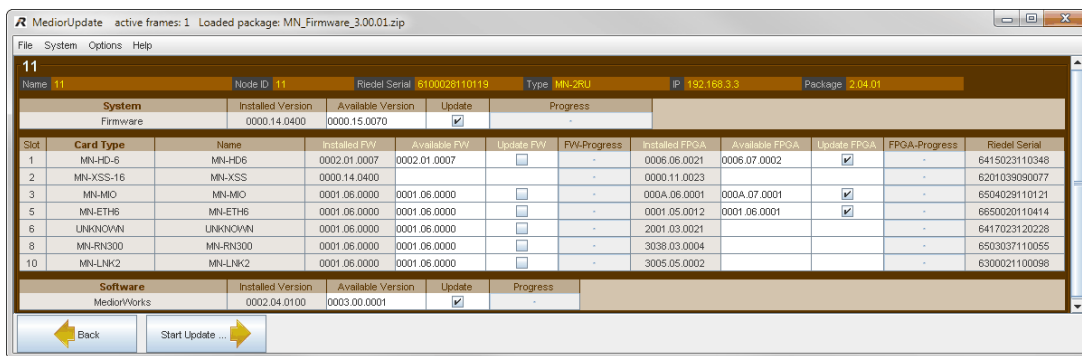 R MediorUpdate active frames: 1 Loaded package: MN_Firmware_3.00.01.zip
File System Options Help
11
Name 11 Node ID 11 Riedel Serial 6100028110119 Type MN-2RU IP 192.168.3.3 Package 2.04.01
System Installed Version Available Version Update Progress
Firmware 0000.14.0400 0000.15.0070 -
Slot Card Type Name Installed FW Available FW Update FW FW-Progress Installed FPGA Available FPGA Update FPGA FPGA-Progress Riedel Serial
1 MN-HD-6 MN-HD6 0002.01.0007 0002.01.0007 - 0006.06.0021 0006.07.0002 - 6415023110348
2 MN-XSS-16 MN-XSS 0000.14.0400 - 0000.11.0023 - 6201039090077
3 MN-MIO MN-MIO 0001.06.0000 0001.06.0000 - 000A.06.0001 000A.07.0001 - 6504029110121
5 MN-ETH6 MN-ETH6 0001.06.0000 0001.06.0000 - 0001.05.0012 0001.06.0001 - 6650020110414
6 UNKNOWN UNKNOWN 0001.06.0000 0001.06.0000 - 2001.03.0021 - 6417023120228
8 MN-RN300 MN-RN300 0001.06.0000 0001.06.0000 - 3038.03.0004 - 6503037110055
10 MN-LNK2 MN-LNK2 0001.06.0000 0001.06.0000 - 3005.05.0002 - 6300021100098
Software Installed Version Available Version Update Progress
MediorWorks 0002.04.0100 0003.00.0001 -
Back Start Update ...